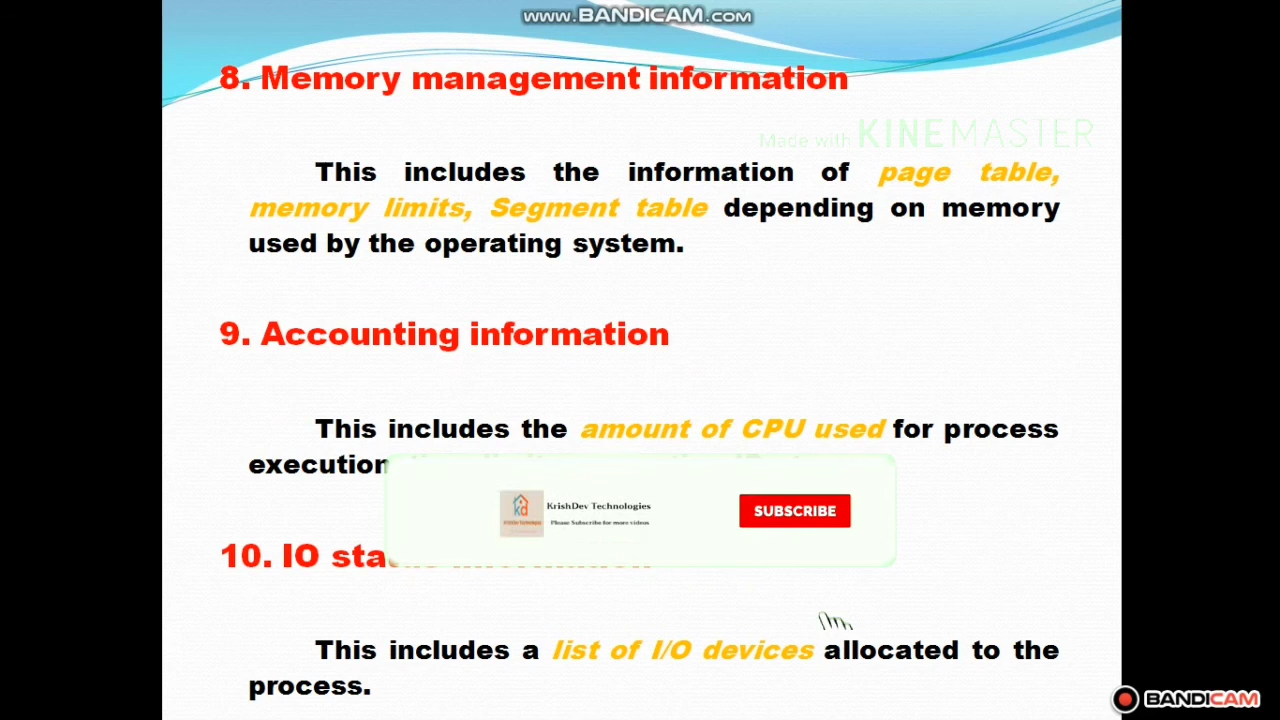 www.BANDICAM.COM
8. Memory management information
Made with KINEMASTER
This includes the information of page table,
memory limits, Segment table depending on memory
used by the operating system.
9. Accounting information
This includes the amount of CPU used for process
execution
KrishDev Technologies
Please Subscribe for more videos
SUBSCRIBE
10. IO status information
This includes a list of I/O devices allocated to the
process.
BANDICAM